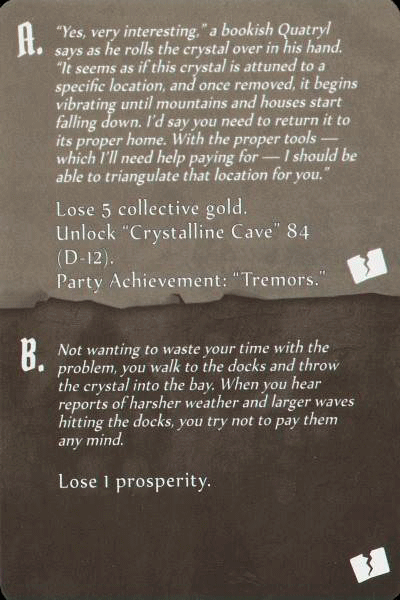 A.
"Yes, very interesting," a bookish Quatryl
says as he rolls the crystal over in his hand.
"It seems as if this crystal is attuned to a
specific location, and once removed, it begins
vibrating until mountains and houses start
falling down. I'd say you need to return it to
its proper home. With the proper tools —
which I'll need help paying for — I should be
able to triangulate that location for you."
Lose 5 collective gold.
Unlock "Crystalline Cave" 84
(D-12).
Party Achievement: "Tremors."
B.
Not wanting to waste your time with the
problem, you walk to the docks and throw
the crystal into the bay. When you hear
reports of harsher weather and larger waves
hitting the docks, you try not to pay them
any mind.
Lose 1 prosperity.